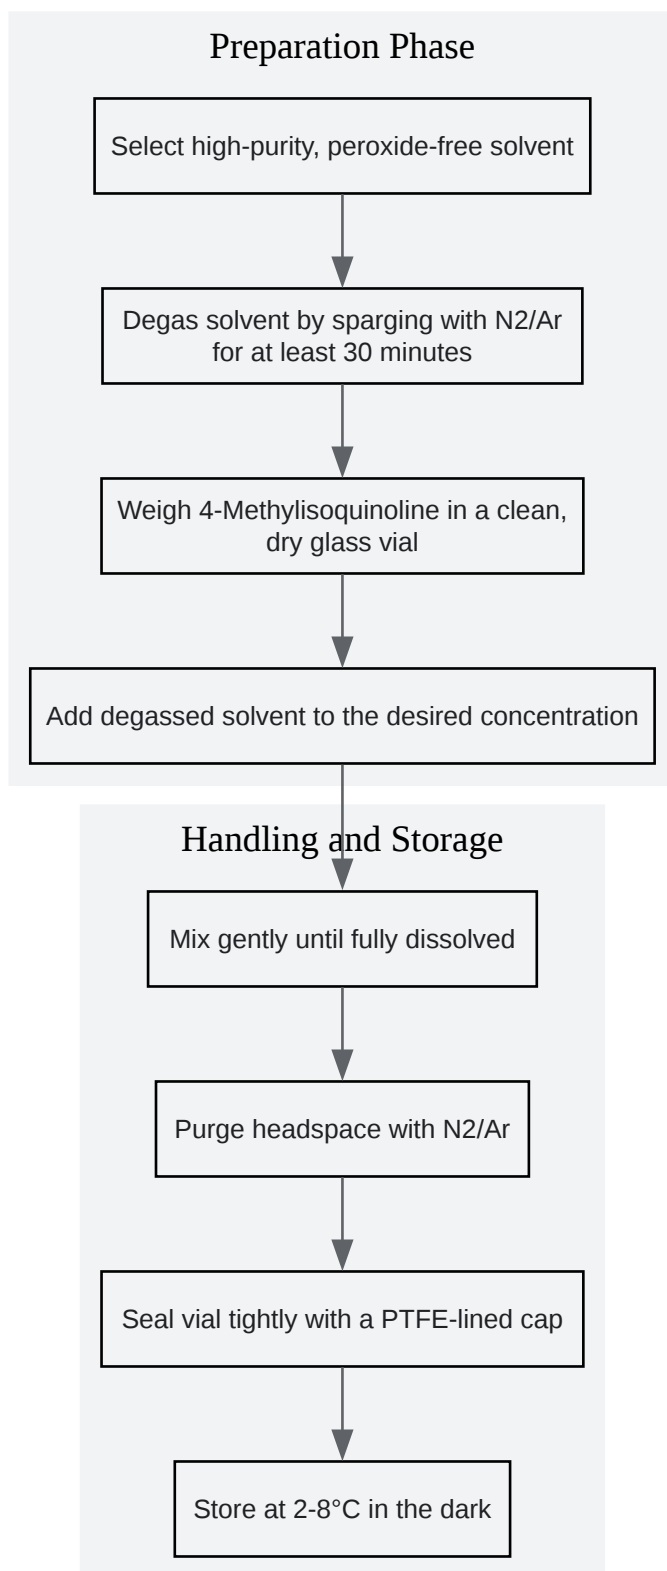 Preparation Phase
Select high-purity, peroxide-free solvent
Degas solvent by sparging with N2/Ar
for at least 30 minutes
Weigh 4-Methylisoquinoline in a clean,
dry glass vial
Add degassed solvent to the desired concentration
Handling and Storage
Mix gently until fully dissolved
Purge headspace with N2/Ar
Seal vial tightly with a PTFE-lined cap
Store at 2-8°C in the dark